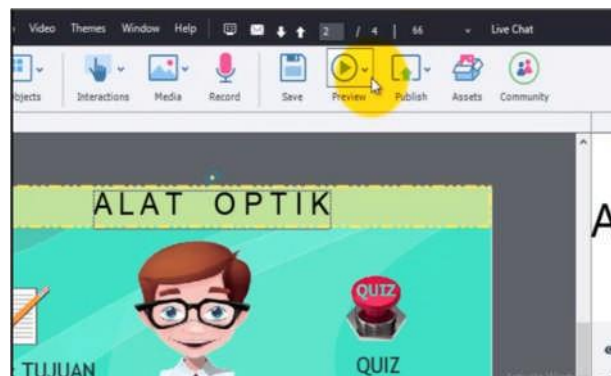 Video Themes Window Help 2 / 4 66 Live Chat
bjects Interactions Media Record Save Preview Publish Assets Community
ALAT OPTIK
A
QUIZ
TUJUAN QUIZ